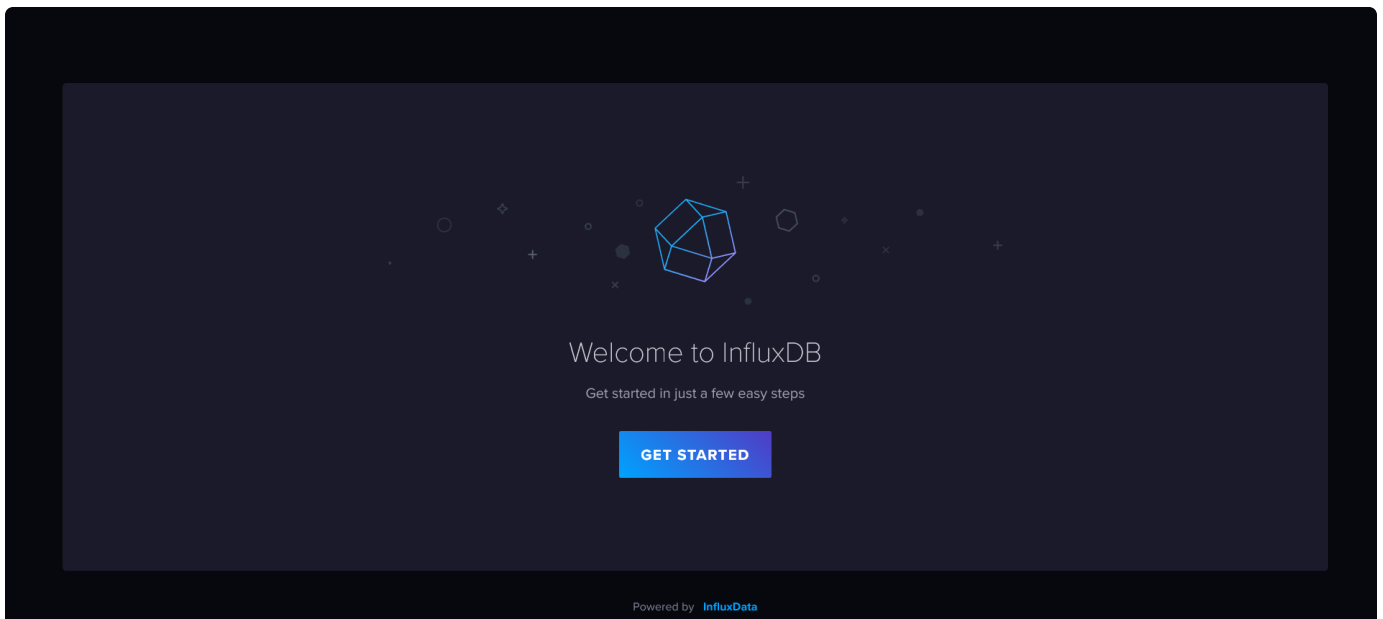 Welcome to InfluxDB
Get started in just a few easy steps
GET STARTED
Powered by InfluxData